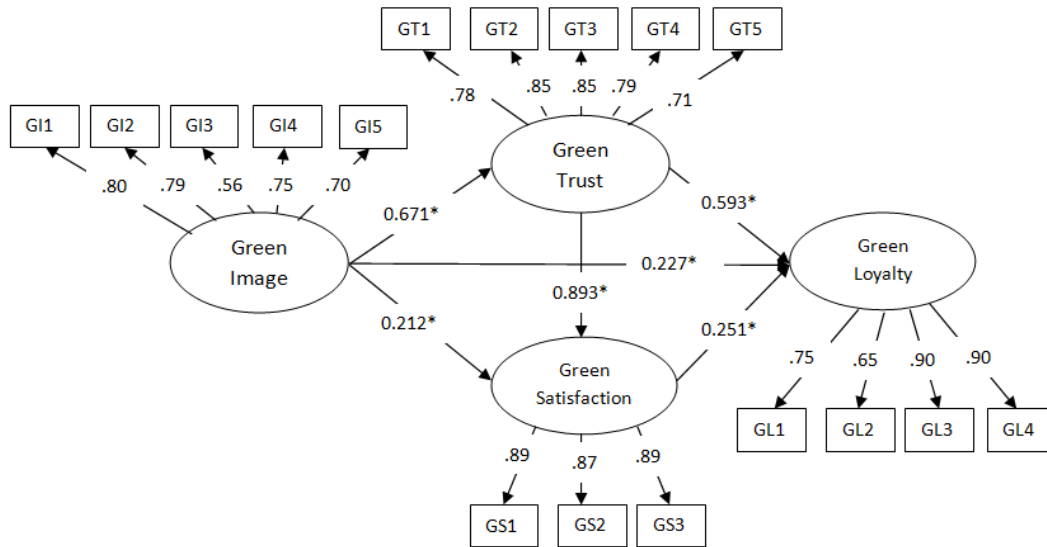 GT1 GT2 GT3 GT4 GT5
.78 .85 .85 .79 .71
GI1 GI2 GI3 GI4 GI5
.80 .79 .56 .75 .70
Green
Trust
0.671*
0.593*
Green
Image
0.227*
Green
Loyalty
0.893*
0.212*
0.251*
Green
Satisfaction
.75 .65 .90 .90
GL1 GL2 GL3 GL4
.89 .87 .89
GS1 GS2 GS3